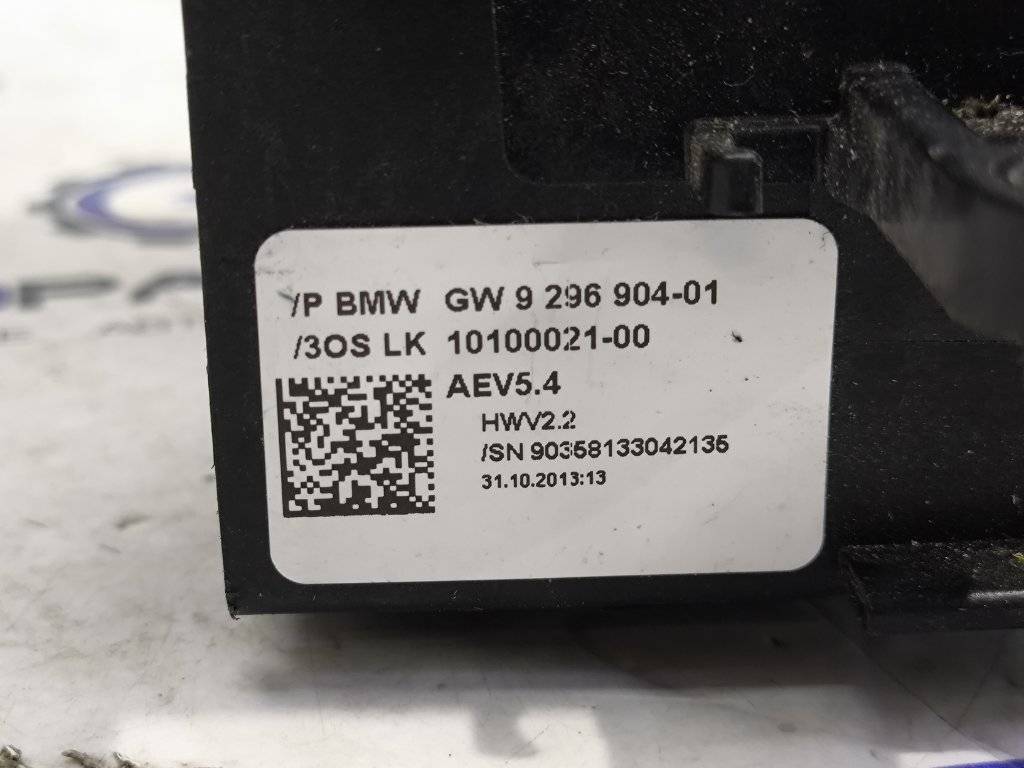 /P BMW GW 9 296 904-01
/3OS LK 10100021-00
AEV5.4
HWV2.2
/SN 90358133042135
31.10.2013:13